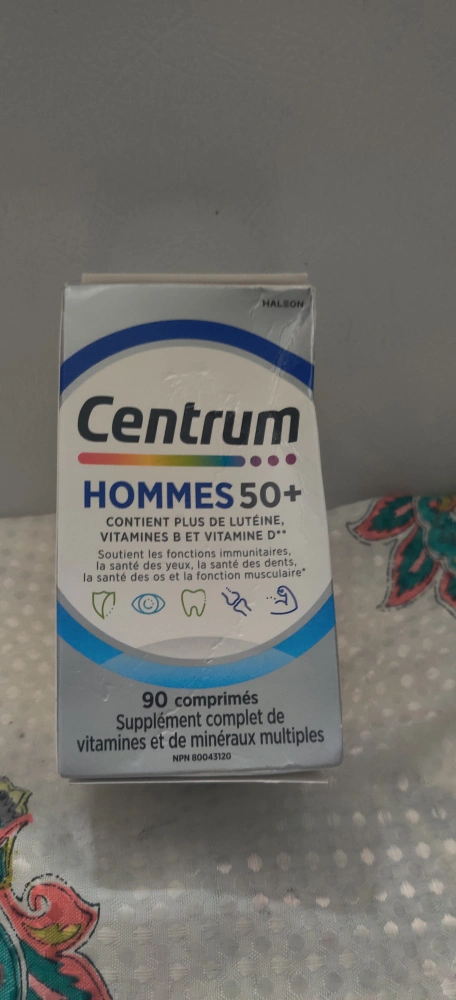 HALEON
Centrum
HOMMES 50+
CONTIENT PLUS DE LUTÉINE,
VITAMINES B ET VITAMINE D**
Soutient les fonctions immunitaires,
la santé des yeux, la santé des dents,
la santé des os et la fonction musculaire*
90 comprimés
Supplément complet de
vitamines et de minéraux multiples
NPN 80043120